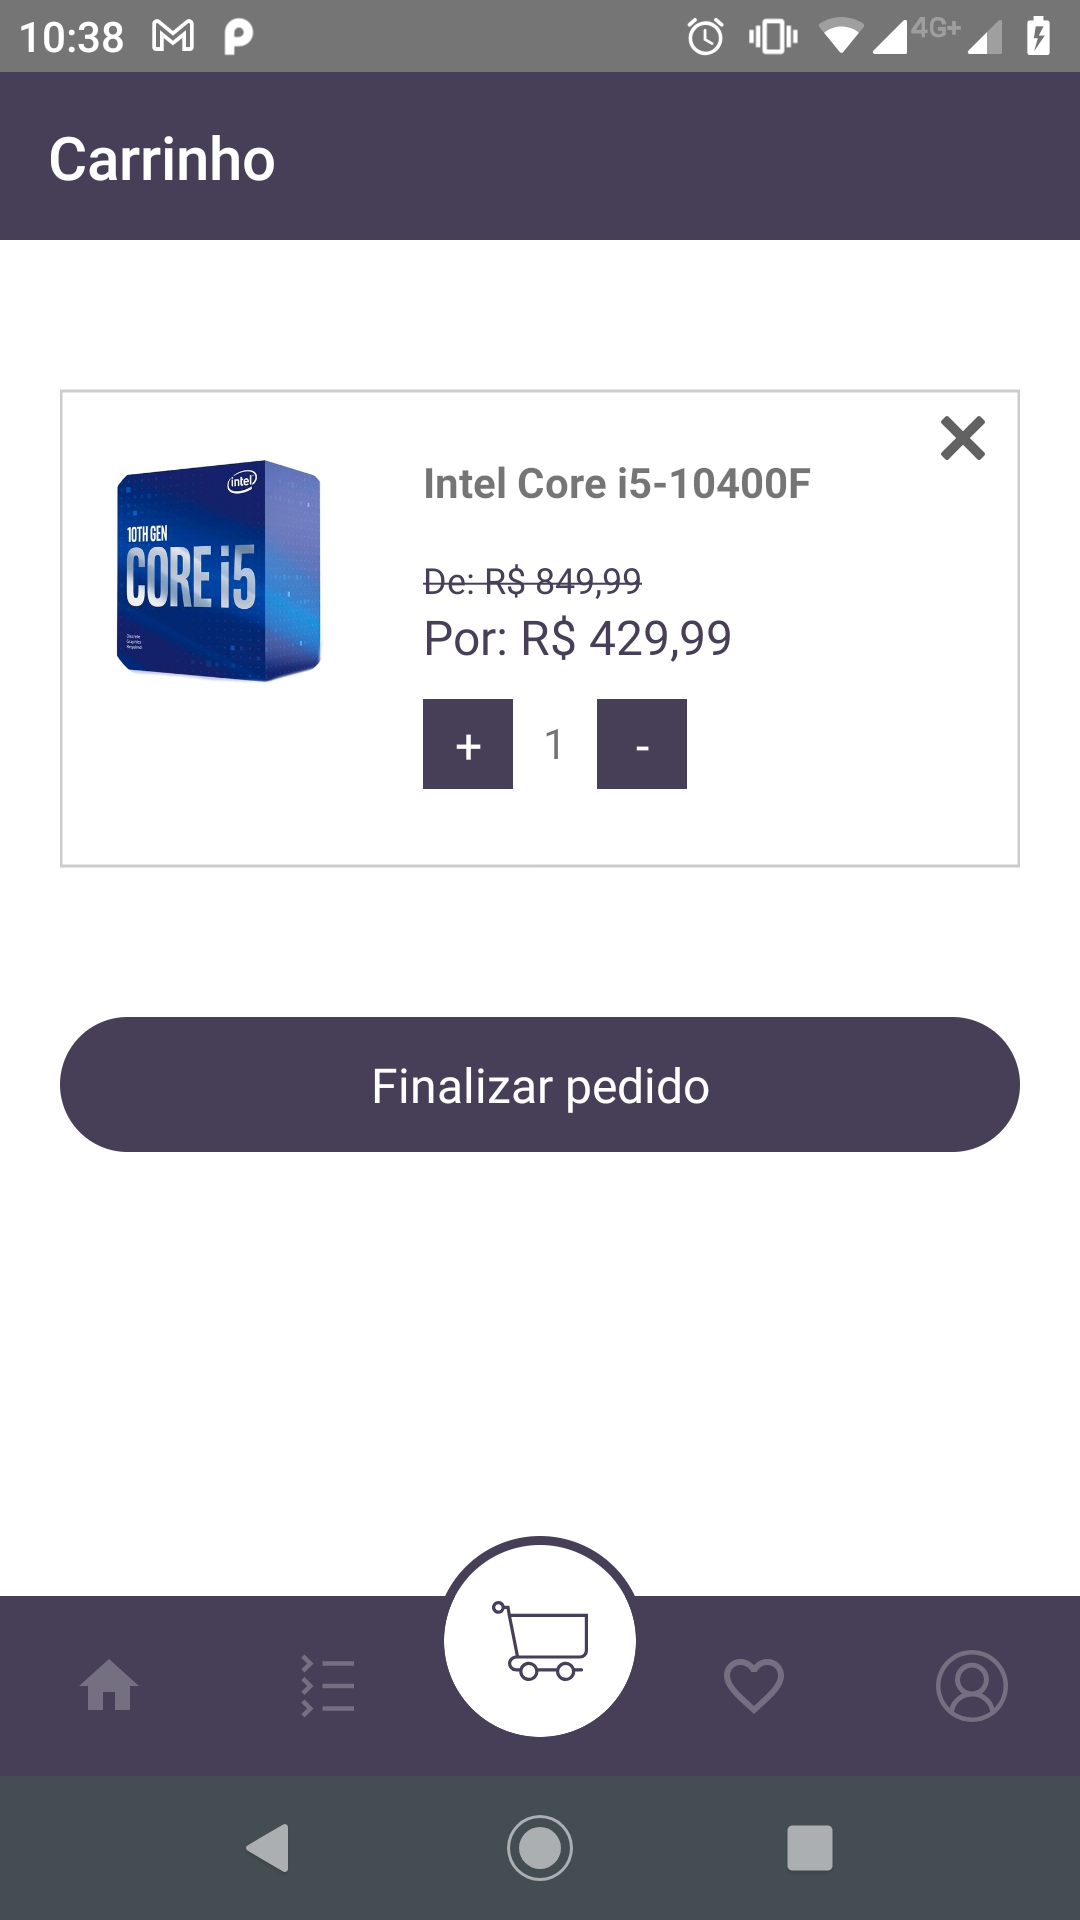 10:38
4G+
Carrinho
intel
10TH GEN
CORE i5
Intel Core i5-10400F
De: R$ 849,99
Por: R$ 429,99
+ 1 -
Finalizar pedido